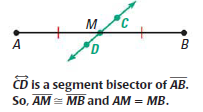 M
C
A
D
B
CD is a segment bisector of AB.
So, AM ≅ MB and AM = MB.